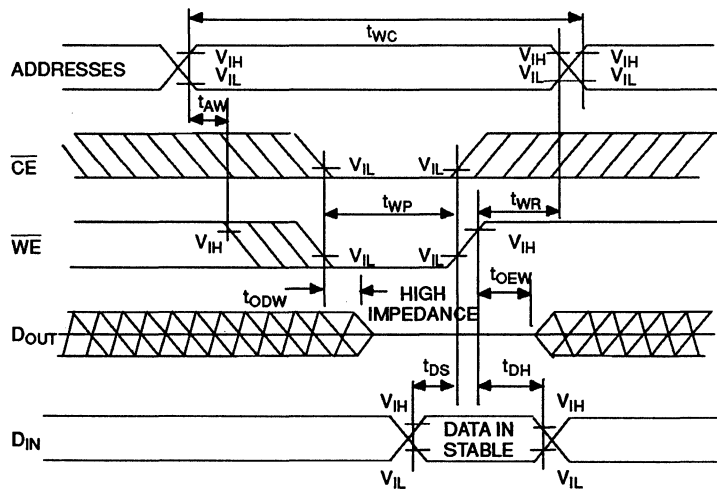 tWC
ADDRESSES
VIH
VIL
VIH
VIL
VIH
VIL
tAW
CE
VIL
VIL
tWP
tWR
WE
VIH
VIL
VIL
VIH
tODW
HIGH
IMPEDANCE
tOEW
DOUT
tDS
tDH
VIH
VIH
DIN
DATA IN
STABLE
VIL
VIL